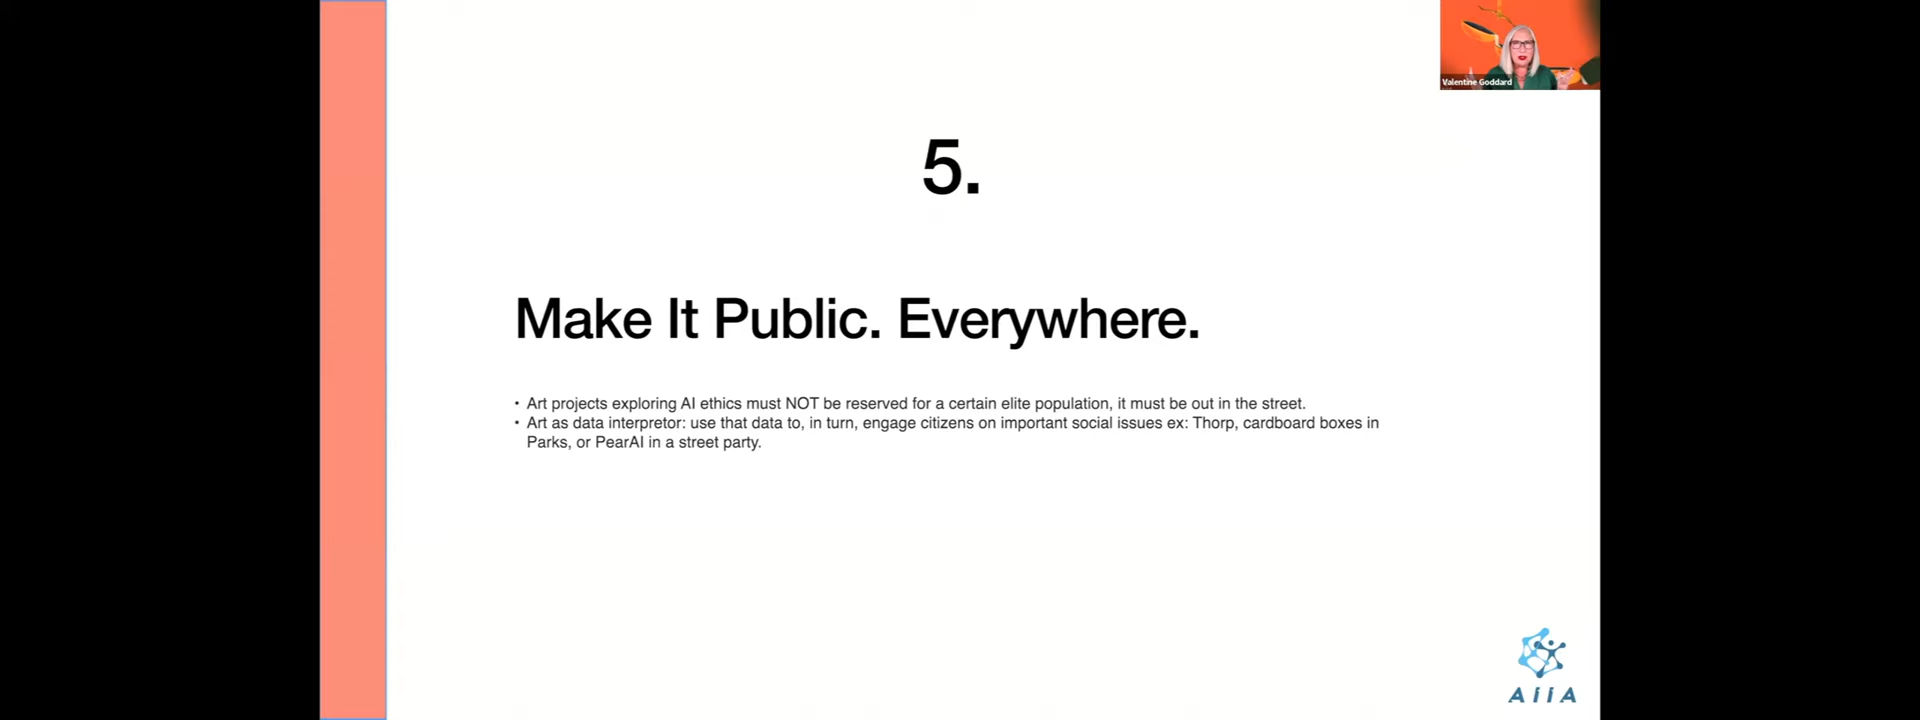 Valentine Goddard
5.
Make It Public. Everywhere.
• Art projects exploring AI ethics must NOT be reserved for a certain elite population, it must be out in the street.
• Art as data interpretor: use that data to, in turn, engage citizens on important social issues ex: Thorp, cardboard boxes in
Parks, or PearAI in a street party.
AiiA